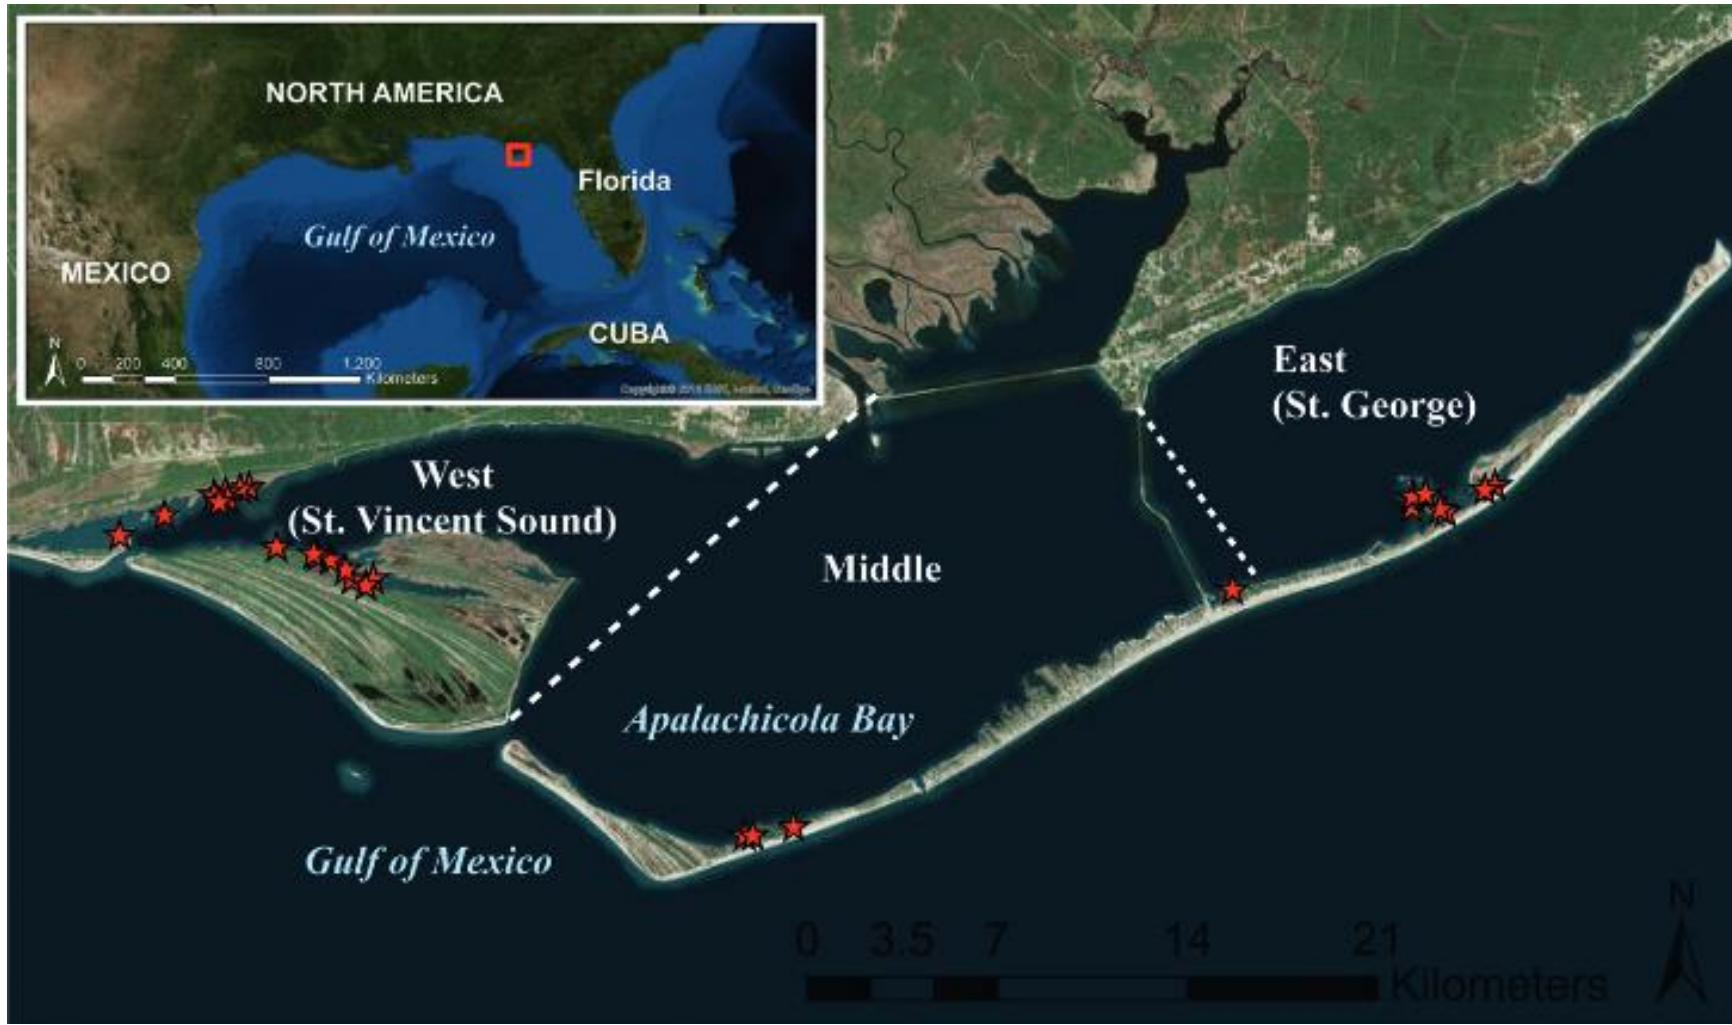 NORTH AMERICA
Florida
Gulf of Mexico
MEXICO
CUBA
N
0 200 400 800 1,200
Kilometers
East
(St. George)
West
(St. Vincent Sound)
Middle
Apalachicola Bay
Gulf of Mexico
N
0 3.5 7 14 21
Kilometers